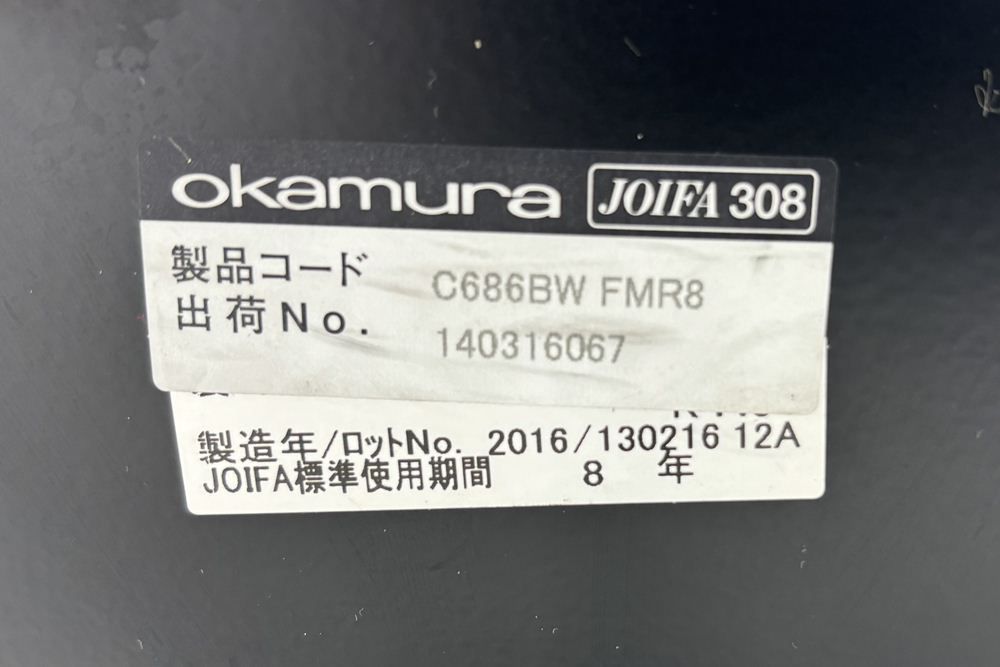 okamura JOIFA 308
製品コード C686BW FMR8
出荷No. 140316067
製造年/ロットNo. 2016/130216 12A
JOIFA標準使用期間 8 年